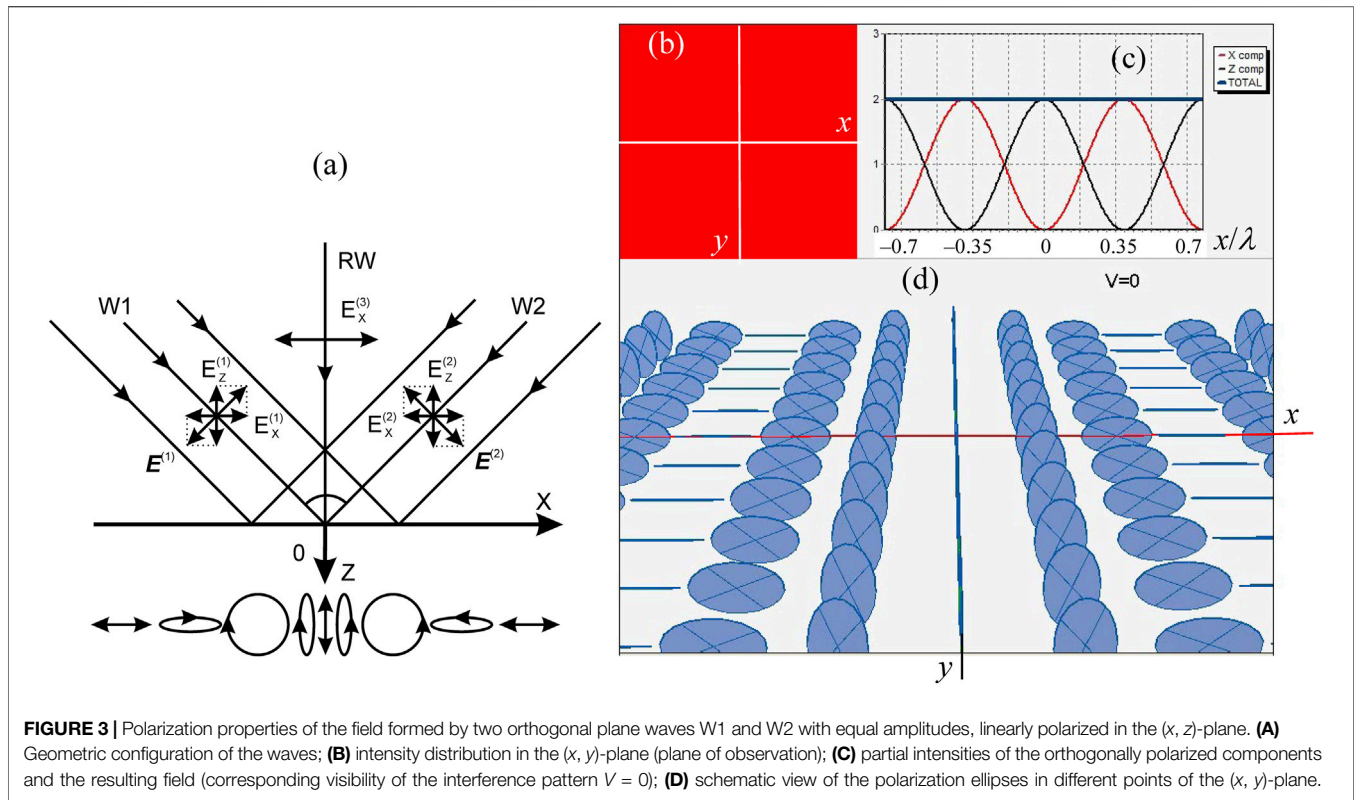 (a)
RW
W1
W2
E_X^(3)
E_Z^(1)
E_X^(1)
E^(1)
E_Z^(2)
E_X^(2)
E^(2)
X
0
Z
(b)
x
y
(c)
3
2
1
0
X comp
Z comp
TOTAL
−0.7 −0.35 0 0.35 0.7 x/λ
(d)
V=0
x
y
FIGURE 3 | Polarization properties of the field formed by two orthogonal plane waves W1 and W2 with equal amplitudes, linearly polarized in the (x, z)-plane. (A)
Geometric configuration of the waves; (B) intensity distribution in the (x, y)-plane (plane of observation); (C) partial intensities of the orthogonally polarized components
and the resulting field (corresponding visibility of the interference pattern V = 0); (D) schematic view of the polarization ellipses in different points of the (x, y)-plane.